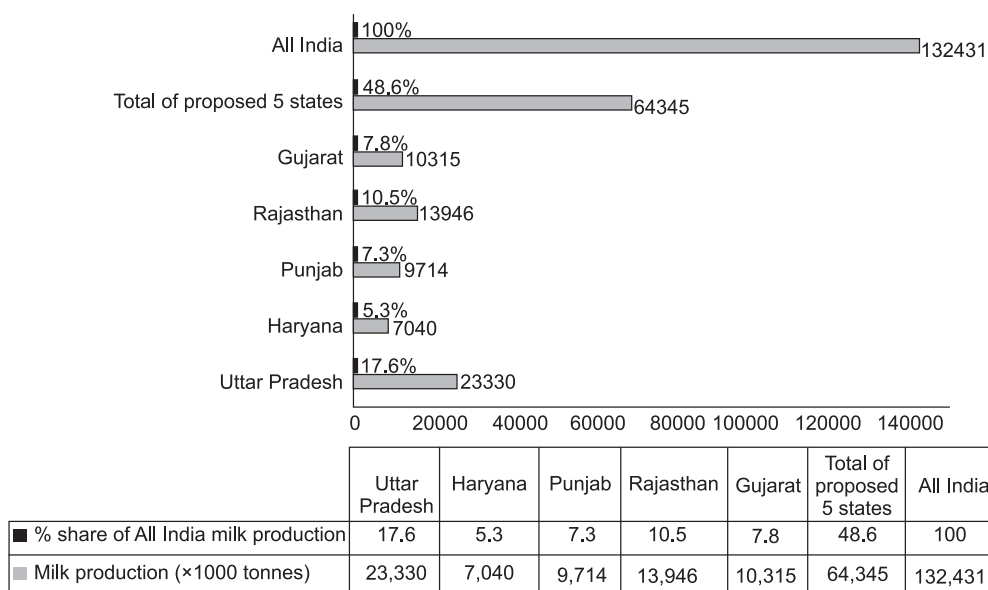 100%
All India
132431
48.6%
Total of proposed 5 states
64345
7.8%
Gujarat
10315
10.5%
Rajasthan
13946
7.3%
Punjab
9714
5.3%
Haryana
7040
17.6%
Uttar Pradesh
23330
0 20000 40000 60000 80000 100000 120000 140000
Uttar Pradesh Haryana Punjab Rajasthan Gujarat Total of proposed 5 states All India
% share of All India milk production 17.6 5.3 7.3 10.5 7.8 48.6 100
Milk production (×1000 tonnes) 23,330 7,040 9,714 13,946 10,315 64,345 132,431